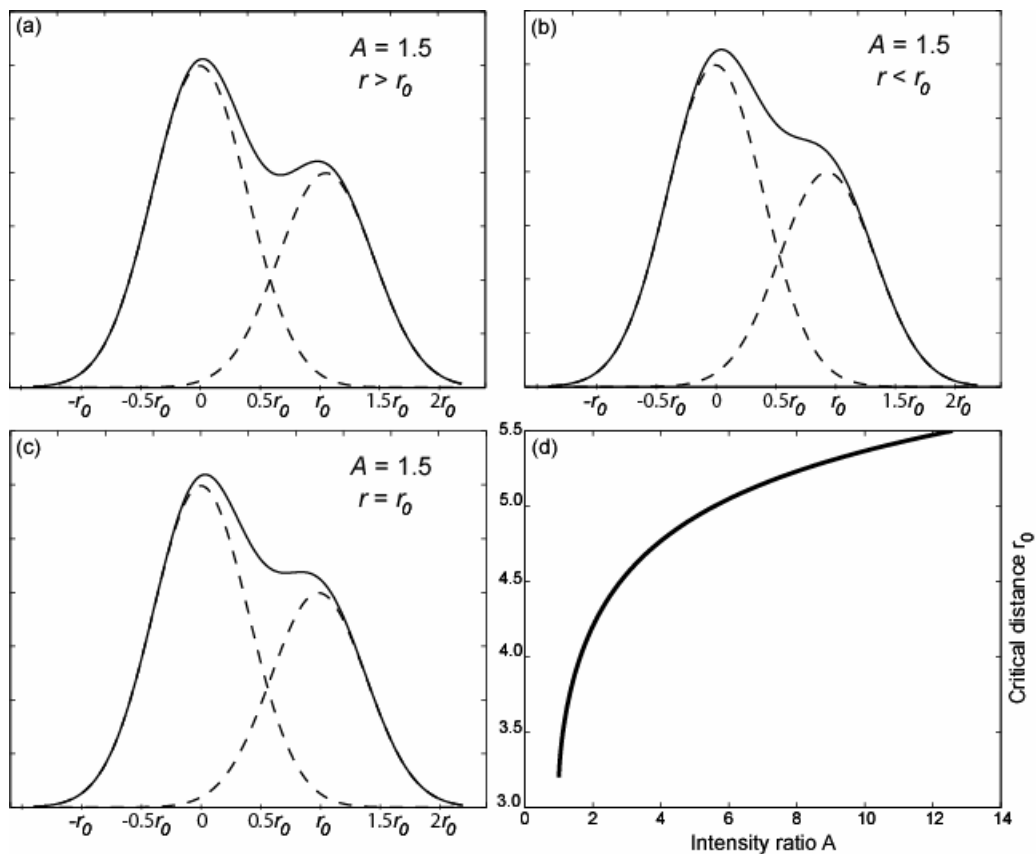 (a)
A = 1.5
r > r₀
-r₀ -0.5r₀ 0 0.5r₀ r₀ 1.5r₀ 2r₀
(b)
A = 1.5
r < r₀
-r₀ -0.5r₀ 0 0.5r₀ r₀ 1.5r₀ 2r₀
(c)
A = 1.5
r = r₀
-r₀ -0.5r₀ 0 0.5r₀ r₀ 1.5r₀ 2r₀
(d)
5.5
5.0
4.5
4.0
3.5
3.0
0 2 4 6 8 10 12 14
Intensity ratio A
Critical distance r₀